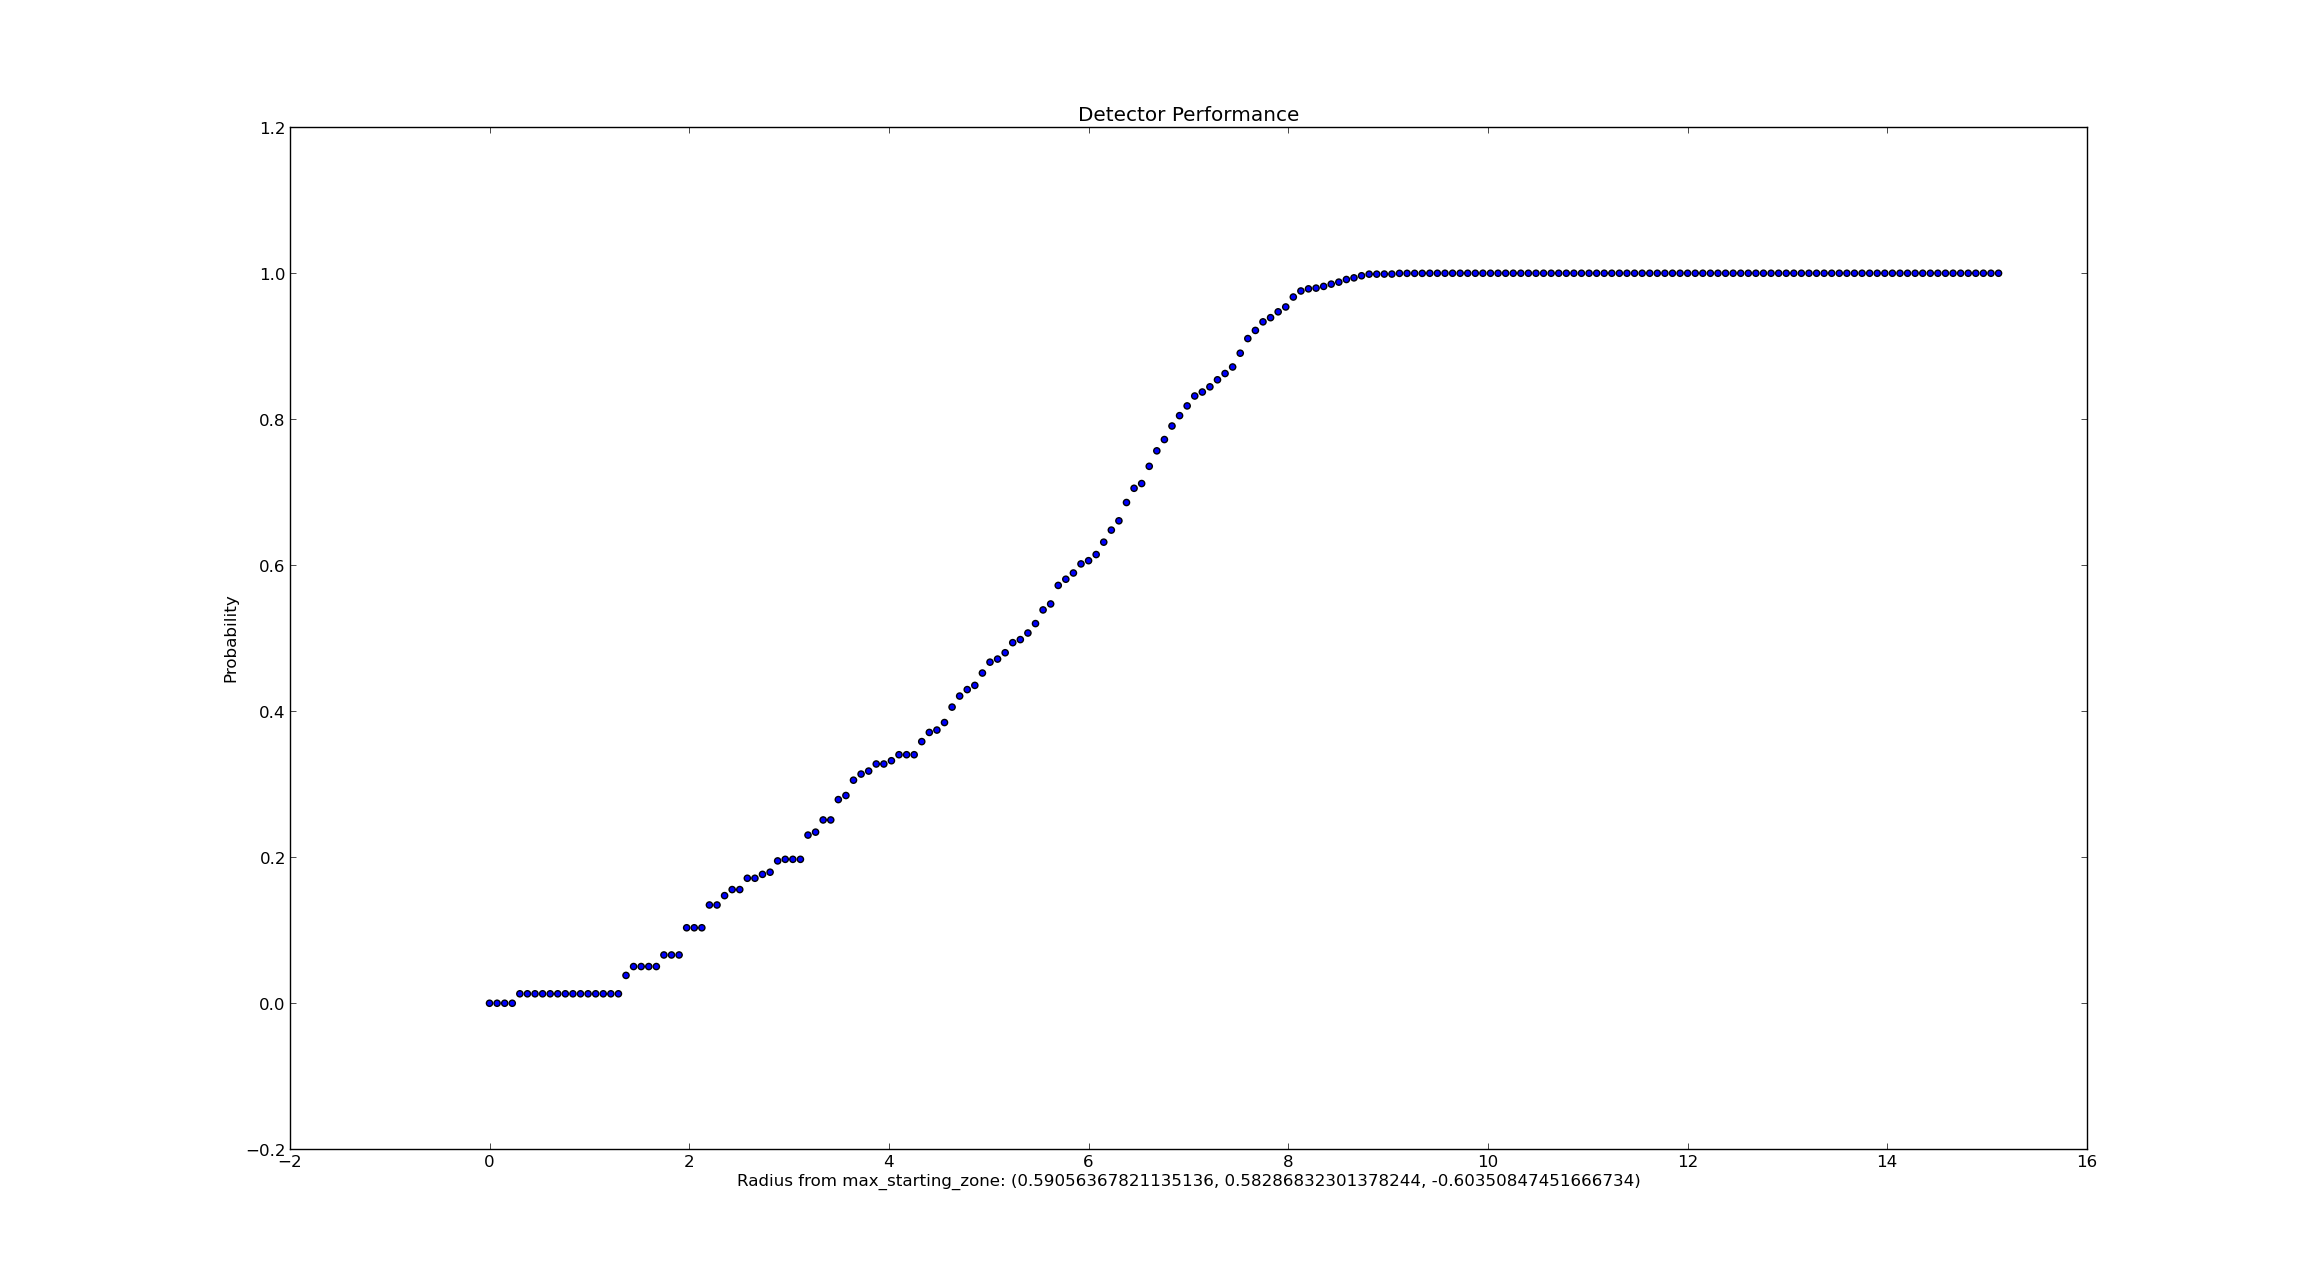 Detector Performance
1.2
1.0
0.8
0.6
0.4
0.2
0.0
−0.2
Probability
−2 0 2 4 6 8 10 12 14 16
Radius from max_starting_zone: (0.59056367821135136, 0.58286832301378244, -0.60350847451666734)